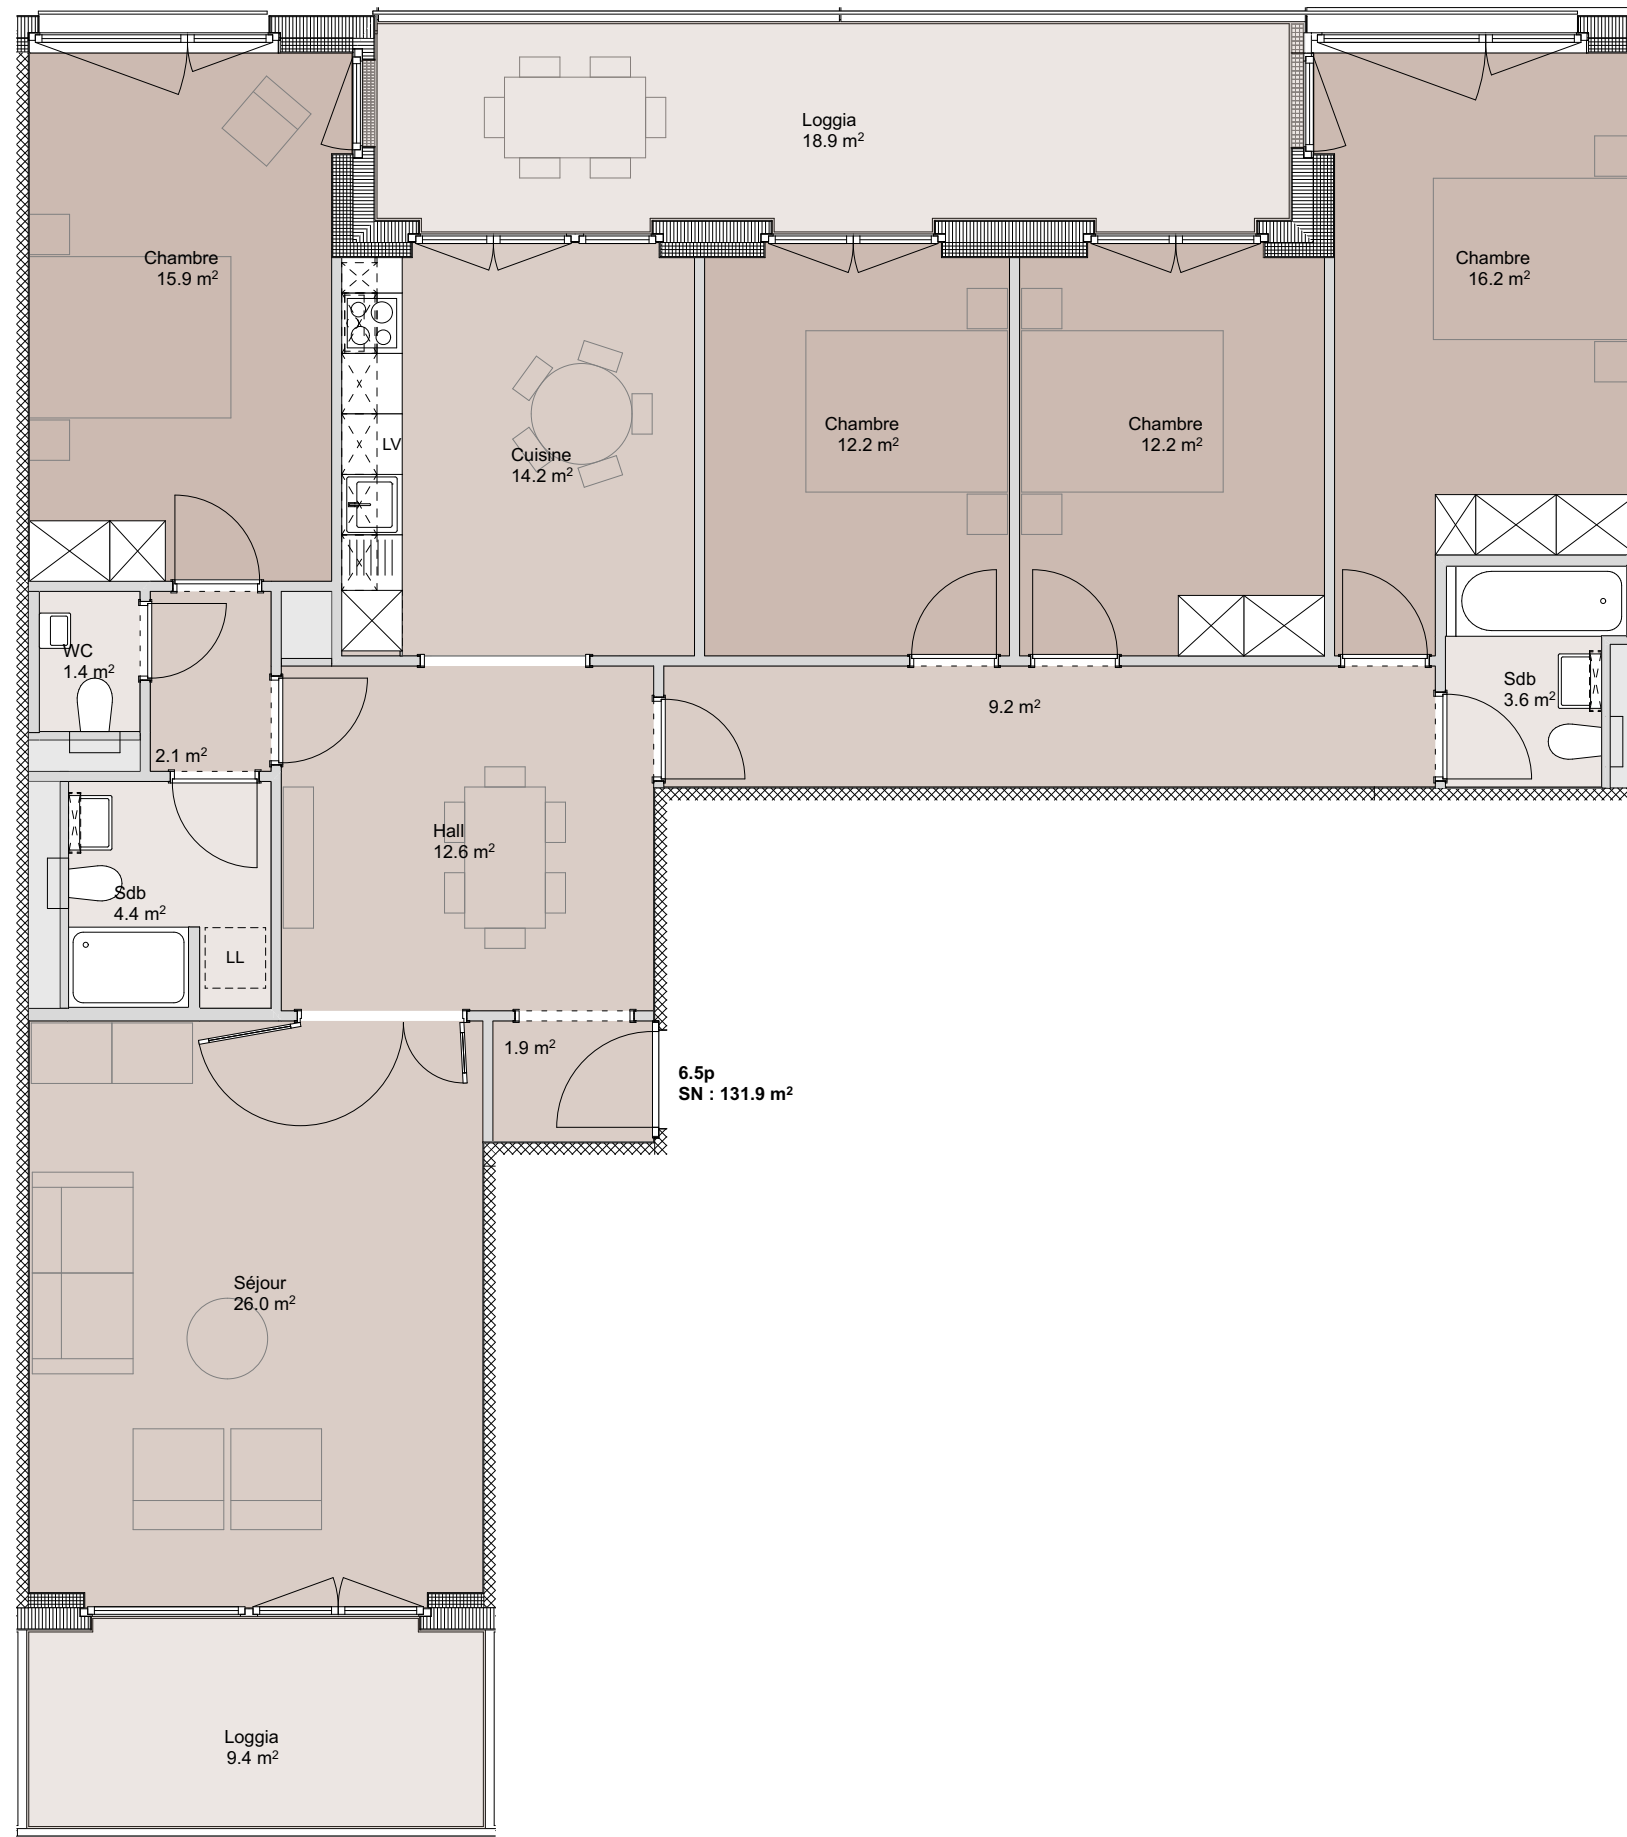 Loggia
18.9 m²
Chambre
15.9 m²
Chambre
16.2 m²
Chambre
12.2 m²
Chambre
12.2 m²
LV
Cuisine
14.2 m²
WC
1.4 m²
Sdb
3.6 m²
9.2 m²
2.1 m²
Hall
12.6 m²
Sdb
4.4 m²
LL
1.9 m²
6.5p
SN : 131.9 m²
Séjour
26.0 m²
Loggia
9.4 m²